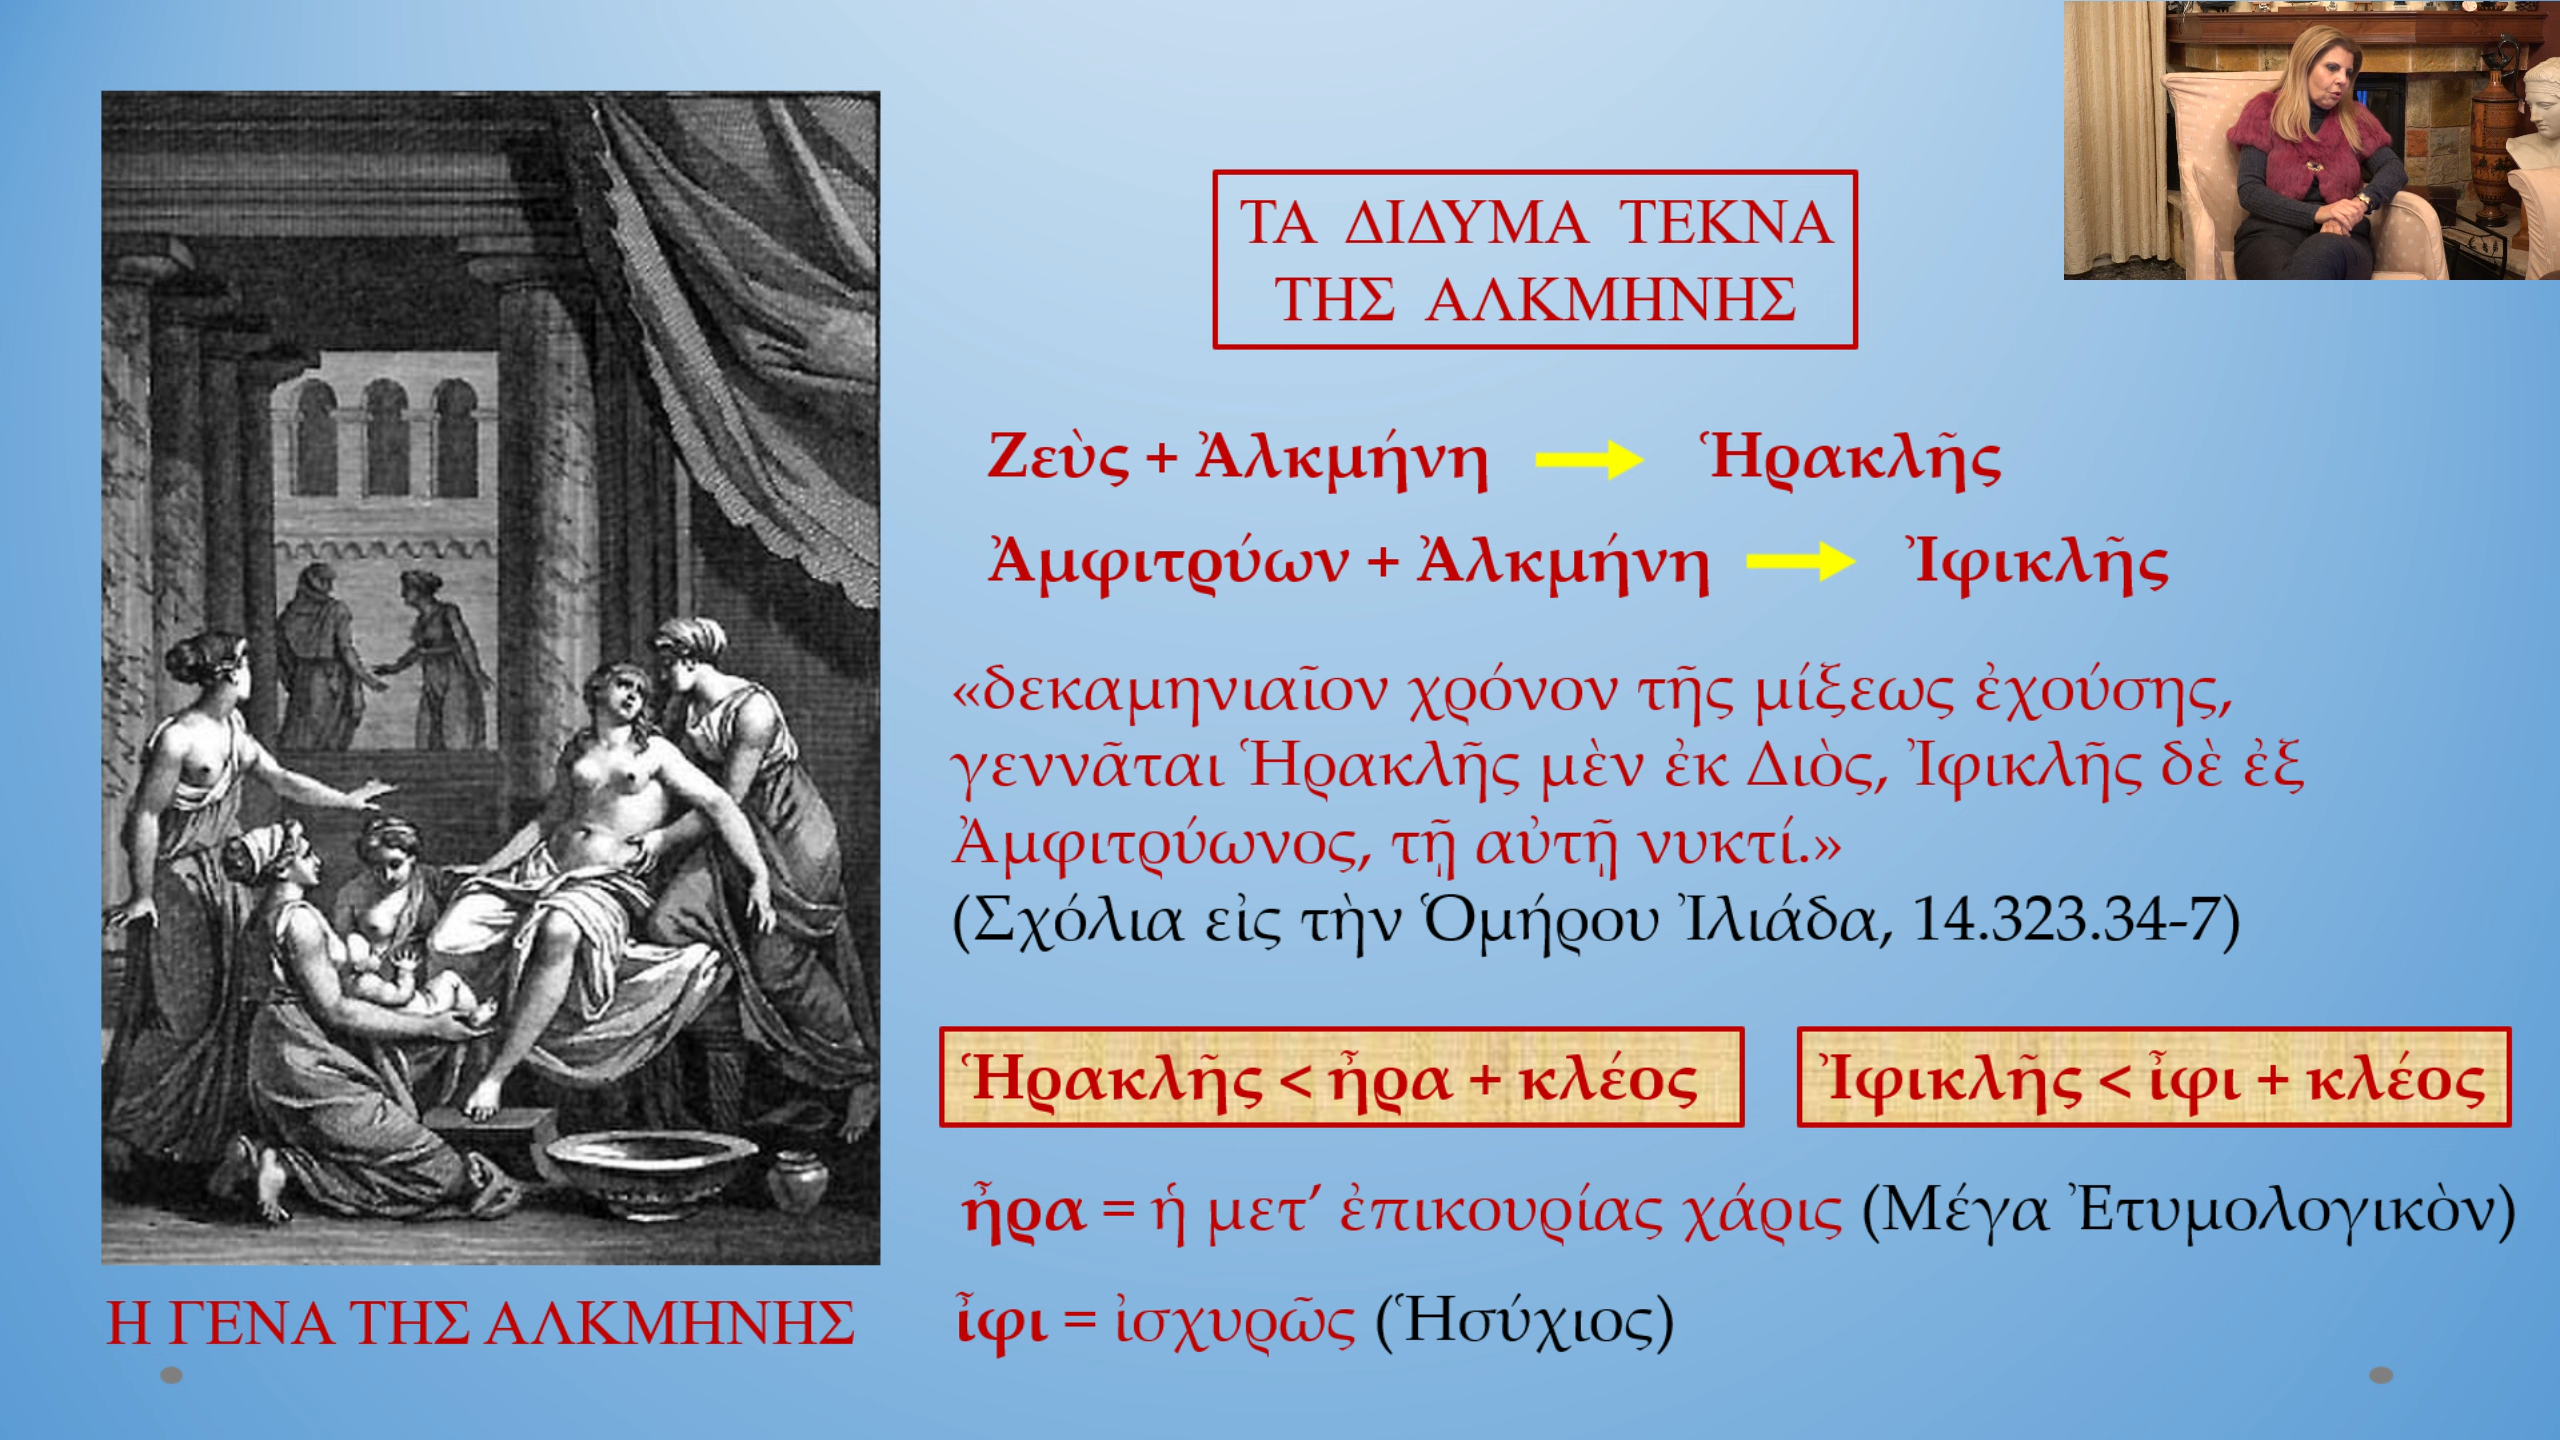 ΤΑ ΔΙΔΥΜΑ ΤΕΚΝΑ
ΤΗΣ ΑΛΚΜΗΝΗΣ
Ζεὺς + Ἀλκμήνη Ἡρακλῆς
Ἀμφιτρύων + Ἀλκμήνη Ἰφικλῆς
«δεκαμηνιαῖον χρόνον τῆς μίξεως ἐχούσης,
γεννᾶται Ἡρακλῆς μὲν ἐκ Διὸς, Ἰφικλῆς δὲ ἐξ
Ἀμφιτρύωνος, τῇ αὐτῇ νυκτί.»
(Σχόλια εἰς τὴν Ὁμήρου Ἰλιάδα, 14.323.34-7)
Ἡρακλῆς < ἦρα + κλέος
Ἰφικλῆς < ἶφι + κλέος
ἦρα = ἡ μετ’ ἐπικουρίας χάρις (Μέγα Ἐτυμολογικὸν)
ἶφι = ἰσχυρῶς (Ἡσύχιος)
Η ΓΕΝΑ ΤΗΣ ΑΛΚΜΗΝΗΣ